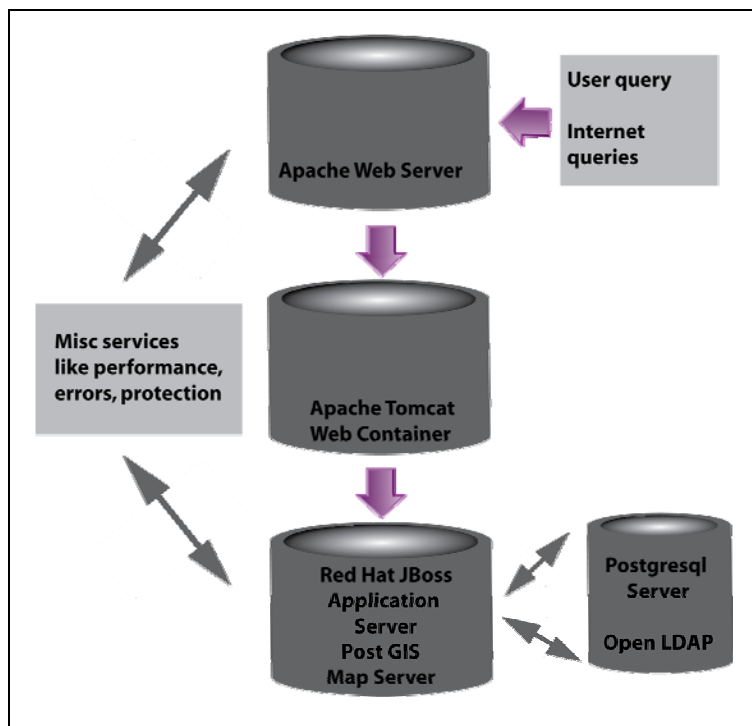 User query
Internet
queries
Apache Web Server
Misc services
like performance,
errors, protection
Apache Tomcat
Web Container
Red Hat JBoss
Application
Server
Post GIS
Map Server
Postgresql
Server
Open LDAP